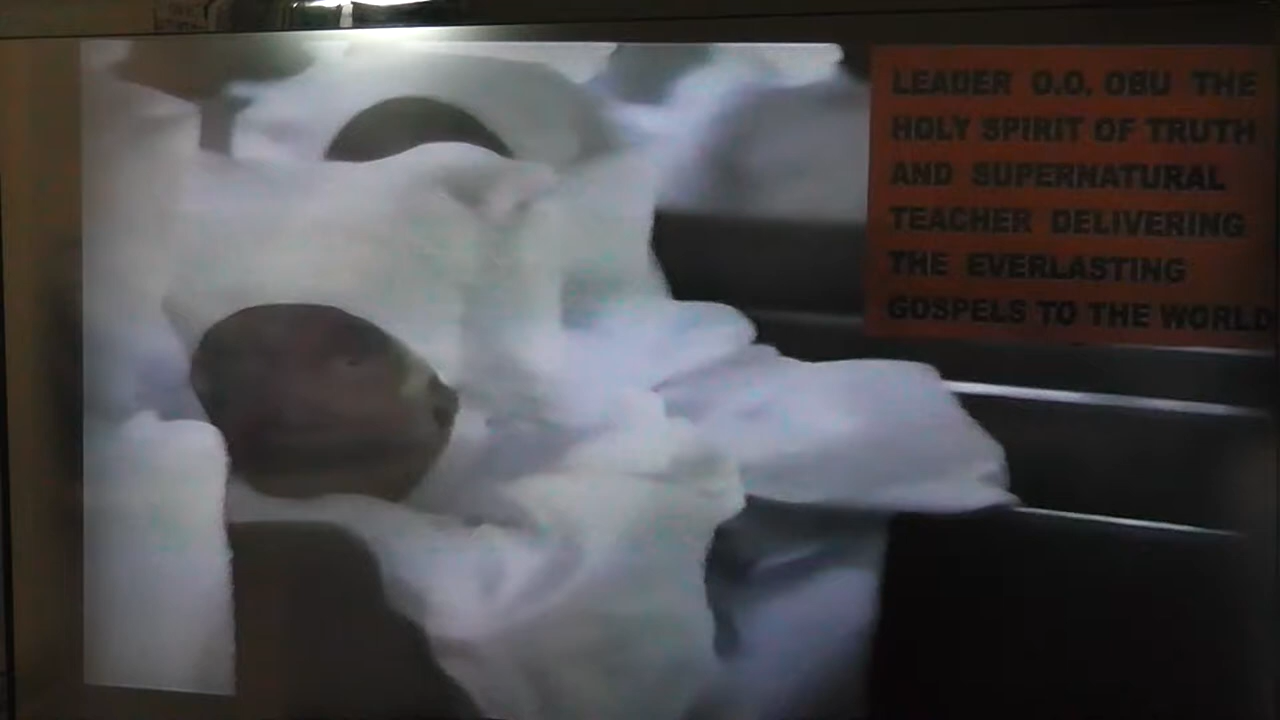 LEADER O.O. OBU THE
HOLY SPIRIT OF TRUTH
AND SUPERNATURAL
TEACHER DELIVERING
THE EVERLASTING
GOSPELS TO THE WORLD